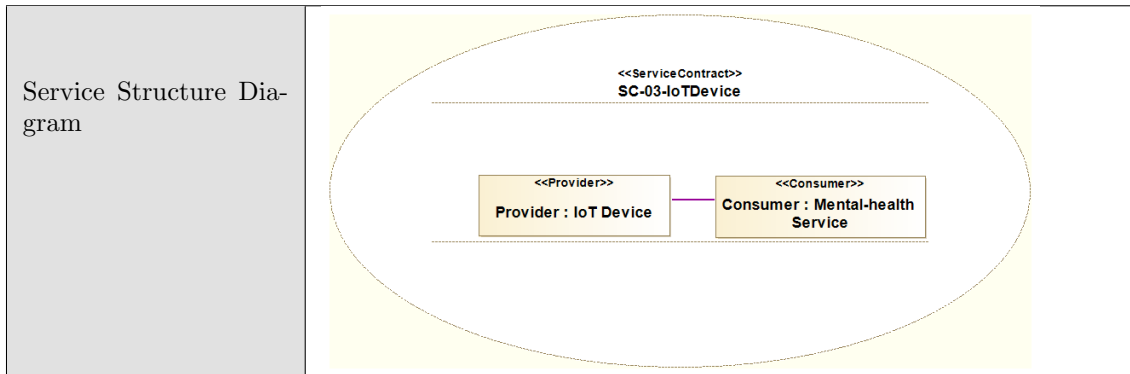 Service Structure Dia-
gram
<<ServiceContract>>
SC-03-IoTDevice
<<Provider>>
Provider : IoT Device
<<Consumer>>
Consumer : Mental-health
Service